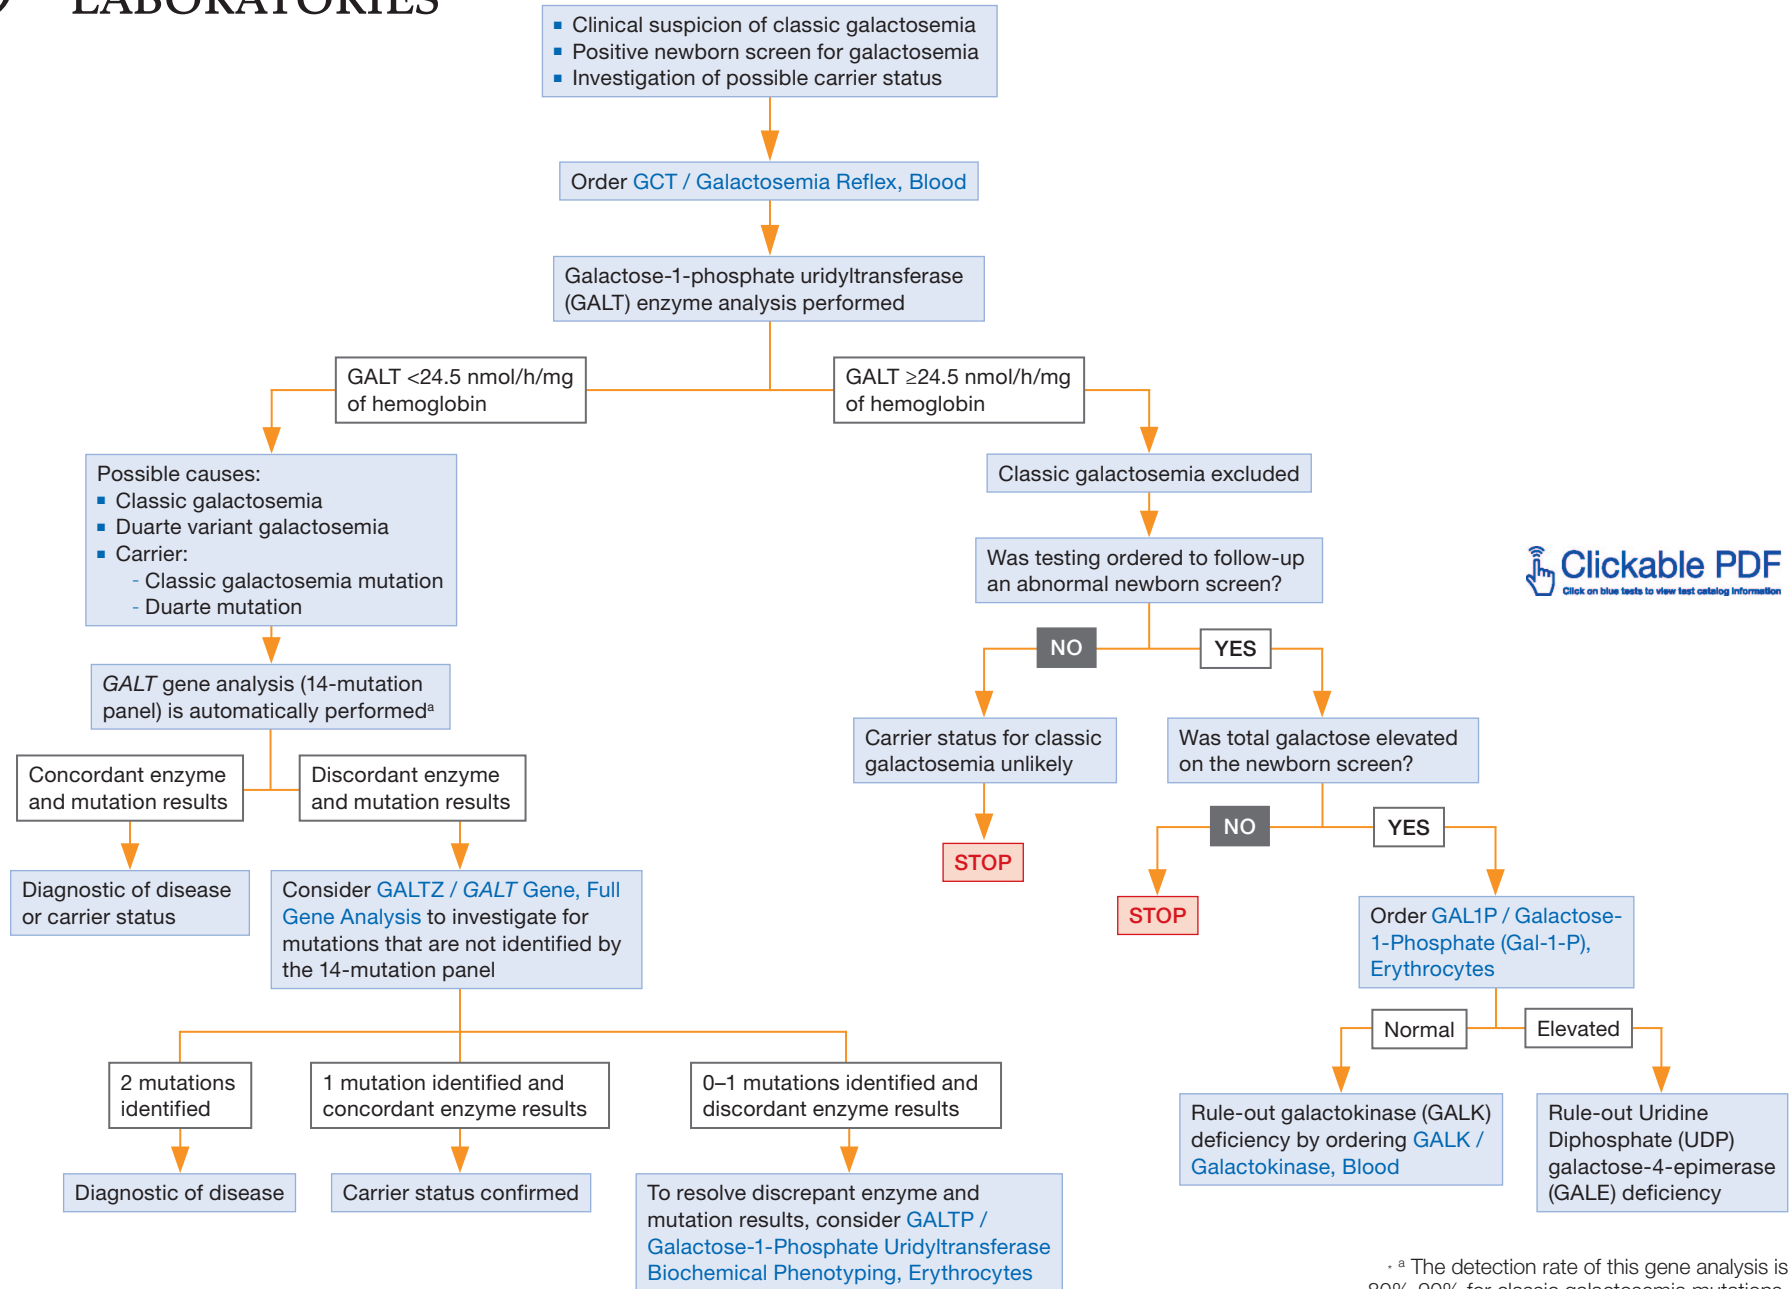 LABORATORIES
Clinical suspicion of classic galactosemia
Positive newborn screen for galactosemia
Investigation of possible carrier status
Order GCT / Galactosemia Reflex, Blood
Galactose-1-phosphate uridyltransferase
(GALT) enzyme analysis performed
GALT <24.5 nmol/h/mg
of hemoglobin
GALT ≥24.5 nmol/h/mg
of hemoglobin
Possible causes:
Classic galactosemia
Duarte variant galactosemia
Carrier:
- Classic galactosemia mutation
- Duarte mutation
Classic galactosemia excluded
Was testing ordered to follow-up
an abnormal newborn screen?
Clickable PDF
Click on blue tests to view test catalog information
NO
YES
GALT gene analysis (14-mutation
panel) is automatically performedª
Carrier status for classic
galactosemia unlikely
Was total galactose elevated
on the newborn screen?
Concordant enzyme
and mutation results
Discordant enzyme
and mutation results
STOP
NO
YES
Diagnostic of disease
or carrier status
Consider GALTZ / GALT Gene, Full
Gene Analysis to investigate for
mutations that are not identified by
the 14-mutation panel
STOP
Order GAL1P / Galactose-
1-Phosphate (Gal-1-P),
Erythrocytes
Normal
Elevated
2 mutations
identified
1 mutation identified and
concordant enzyme results
0–1 mutations identified and
discordant enzyme results
Rule-out galactokinase (GALK)
deficiency by ordering GALK /
Galactokinase, Blood
Rule-out Uridine
Diphosphate (UDP)
galactose-4-epimerase
(GALE) deficiency
Diagnostic of disease
Carrier status confirmed
To resolve discrepant enzyme and
mutation results, consider GALTP /
Galactose-1-Phosphate Uridyltransferase
Biochemical Phenotyping, Erythrocytes
ª The detection rate of this gene analysis is
80%-90% for classic galactosemia mutations